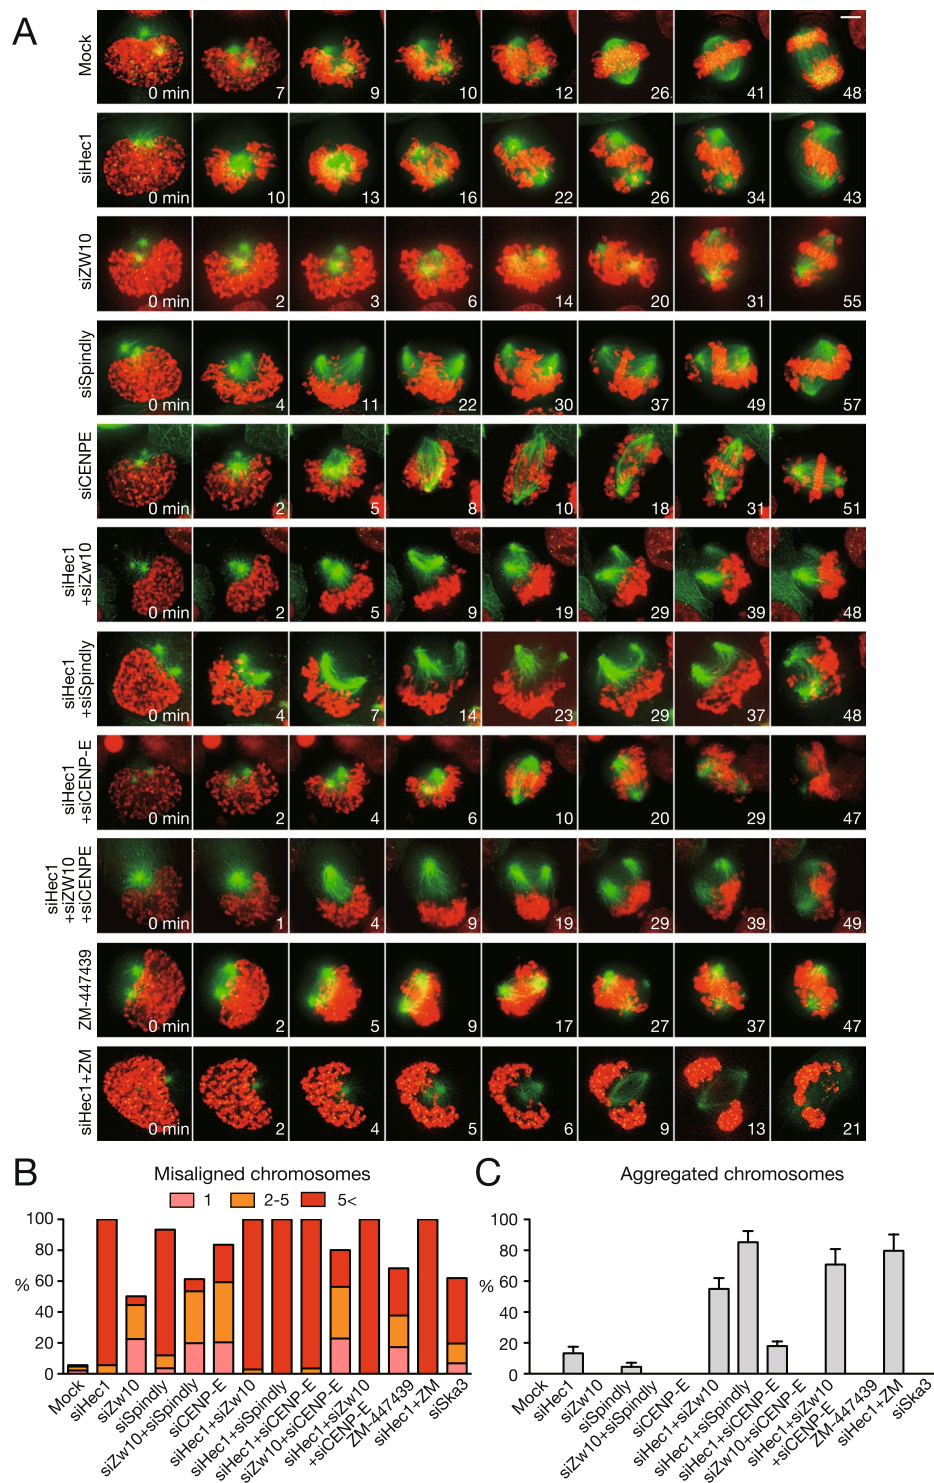 A
Mock
0 min 7 9 10 12 26 41 48
siHec1
0 min 10 13 16 22 26 34 43
siZW10
0 min 2 3 6 14 20 31 55
siSpindly
0 min 4 11 22 30 37 49 57
siCENPE
0 min 2 5 8 10 18 31 51
siHec1
+siZw10
0 min 2 5 9 19 29 39 48
siHec1
+siSpindly
0 min 4 7 14 23 29 37 48
siHec1
+siCENP-E
0 min 2 4 6 10 20 29 47
siHec1
+siZW10
+siCENPE
0 min 1 4 9 19 29 39 49
ZM-447439
0 min 2 5 9 17 27 37 47
siHec1+ZM
0 min 2 4 5 6 9 13 21
B
Misaligned chromosomes
1 2-5 5<
100
80
%
60
40
20
0
Mock
siHec1
siZw10
siSpindly
siZw10+siSpindly
siCENP-E
siHec1+siZw10
siHec1+siSpindly
siHec1+siCENP-E
siZw10+siCENP-E
siHec1+siZw10
+siCENP-E
ZM-447439
siHec1+ZM
siSka3
C
Aggregated chromosomes
100
80
%
60
40
20
0
Mock
siHec1
siZw10
siSpindly
siZw10+siSpindly
siCENP-E
siHec1+siZw10
siHec1+siSpindly
siHec1+siCENP-E
siZw10+siCENP-E
siHec1+siZw10
+siCENP-E
ZM-447439
siHec1+ZM
siSka3